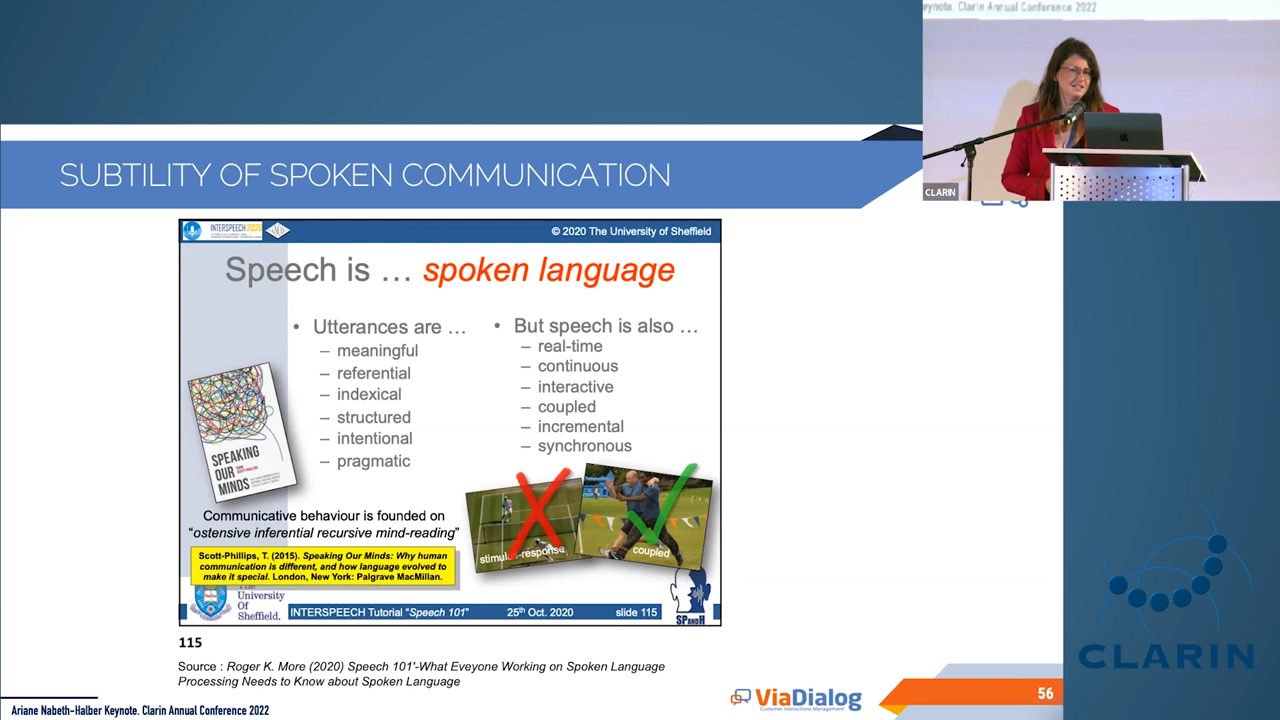 eynote. Clarin Annual Conference 2022
CLARIN
SUBTILITY OF SPOKEN COMMUNICATION
INTERSPEECH 2020
© 2020 The University of Sheffield
Speech is … spoken language
• Utterances are …
– meaningful
– referential
– indexical
– structured
– intentional
– pragmatic
• But speech is also …
– real-time
– continuous
– interactive
– coupled
– incremental
– synchronous
SPEAKING
OUR
MINDS
stimulus-response
coupled
Communicative behaviour is founded on
“ostensive inferential recursive mind-reading”
Scott-Phillips, T. (2015). Speaking Our Minds: Why human
communication is different, and how language evolved to
make it special. London, New York: Palgrave MacMillan.
The
University
Of
Sheffield.
INTERSPEECH Tutorial “Speech 101”
25th Oct. 2020
slide 115
SPandH
115
Source : Roger K. More (2020) Speech 101'-What Eveyone Working on Spoken Language
Processing Needs to Know about Spoken Language
ViaDialog
Customer Interactions Management
56
CLARIN
Ariane Nabeth-Halber Keynote. Clarin Annual Conference 2022